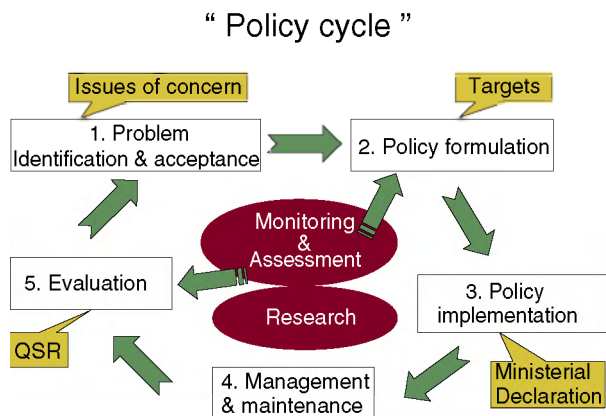 “ Policy cycle ”
Issues of concern
Targets
1. Problem
Identification & acceptance
2. Policy formulation
Monitoring
&
Assessment
5. Evaluation
3. Policy
implementation
Research
QSR
4. Management
& maintenance
Ministerial
Declaration